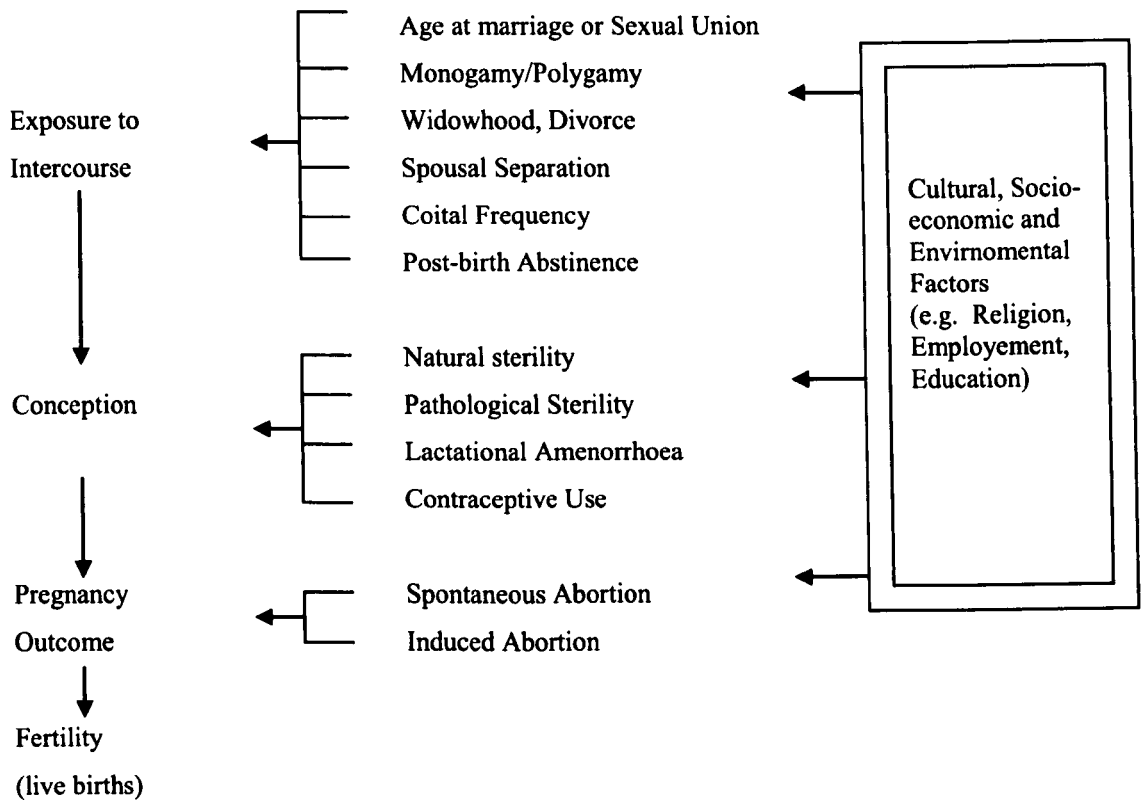 Exposure to
Intercourse
Conception
Pregnancy
Outcome
Fertility
(live births)
Age at marriage or Sexual Union
Monogamy/Polygamy
Widowhood, Divorce
Spousal Separation
Coital Frequency
Post-birth Abstinence
Natural sterility
Pathological Sterility
Lactational Amenorrhoea
Contraceptive Use
Spontaneous Abortion
Induced Abortion
Cultural, Socio-
economic and
Envirnomental
Factors
(e.g. Religion,
Employement,
Education)